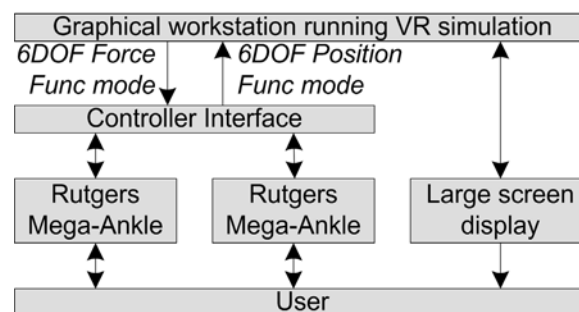 Graphical workstation running VR simulation
6DOF Force
Func mode
6DOF Position
Func mode
Controller Interface
Rutgers
Mega-Ankle
Rutgers
Mega-Ankle
Large screen
display
User